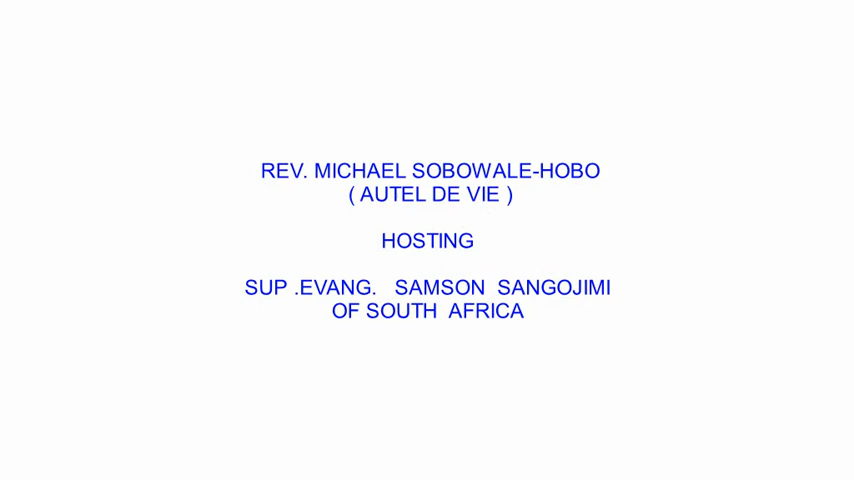 REV. MICHAEL SOBOWALE-HOBO
( AUTEL DE VIE )
HOSTING
SUP .EVANG. SAMSON SANGOJIMI
OF SOUTH AFRICA